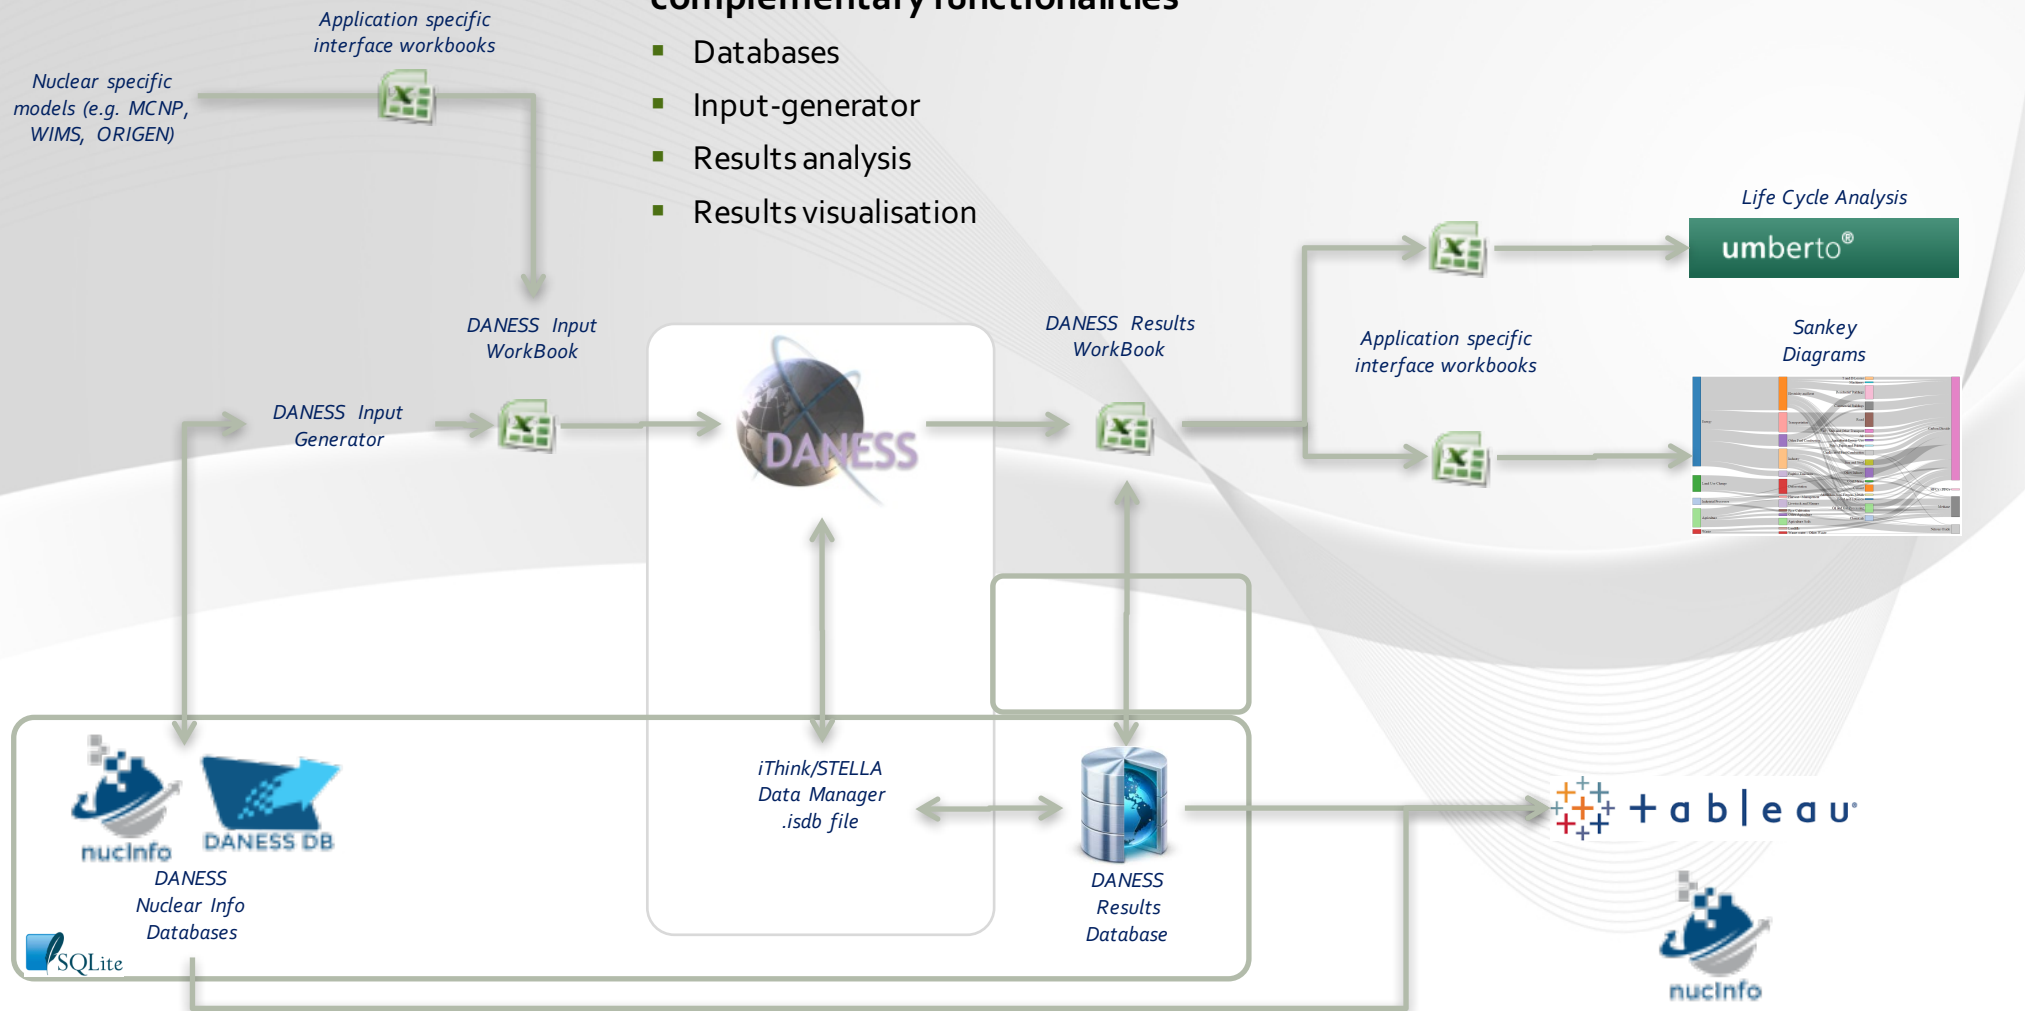 complementary functionalities
Application specific
interface workbooks
▪ Databases
Nuclear specific
models (e.g. MCNP,
WIMS, ORIGEN)
▪ Input-generator
▪ Results analysis
▪ Results visualisation
Life Cycle Analysis
umberto®
DANESS Input
WorkBook
DANESS Results
WorkBook
Application specific
interface workbooks
Sankey
Diagrams
DANESS Input
Generator
DANESS
iThink/STELLA
Data Manager
.isdb file
nucInfo
DANESS DB
DANESS
Nuclear Info
Databases
SQLite
DANESS
Results
Database
+ableau
nucInfo